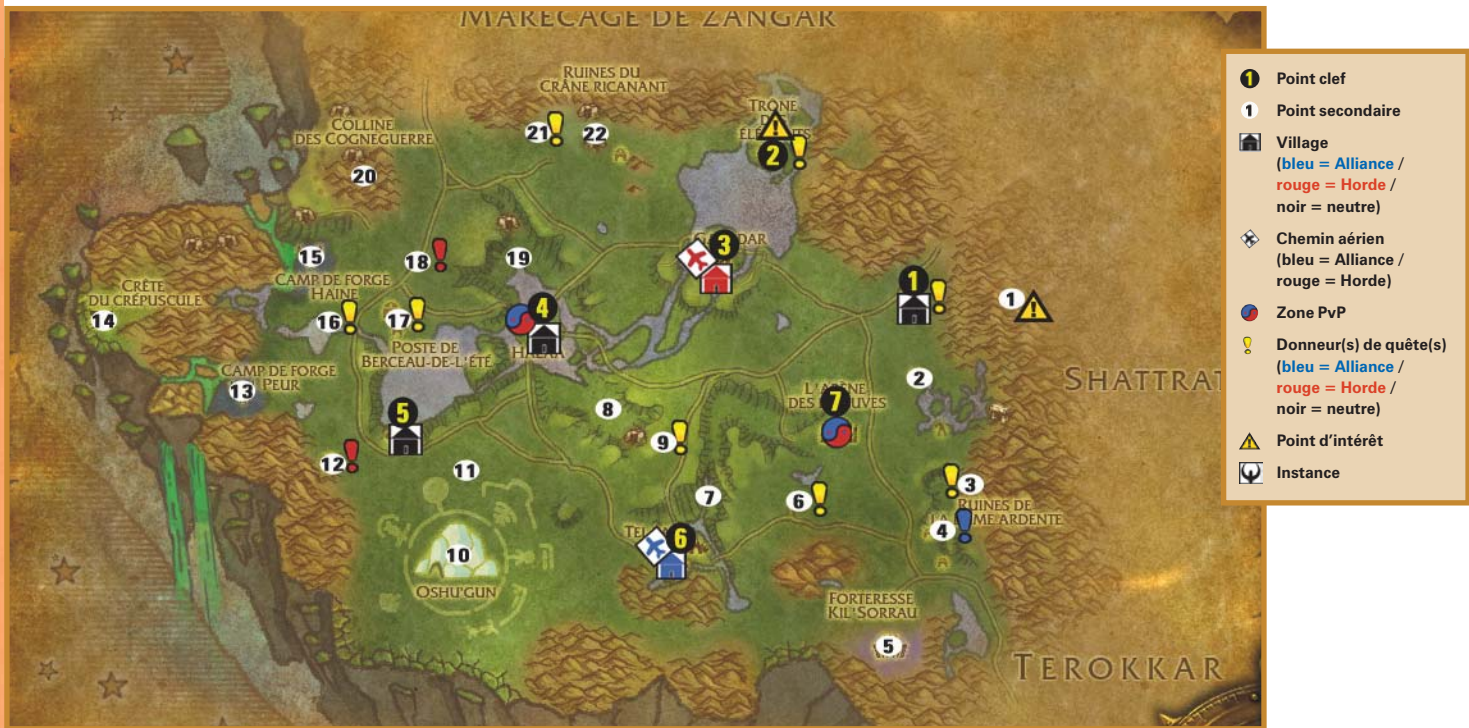 MARECAGE DE ZANGAR
RUINES DU
CRÂNE RICANANT
21
22
TRÔNE
2
COLLINE
DES COGNEGUERRE
20
15
18
19
3
CAMP DE FORGE
HAINE
CRÊTE
DU CRÉPUSCULE
14
16
17
4
1
1
POSTE DE
BERCEAU-DE-L'ÉTÉ
CAMP DE FORGE
PEUR
13
2
SHATTRAT
L'ARÈNE
DES
7
5
8
9
12
11
7
6
3
RUINES DE
4
6
10
OSHU'GUN
FORTERESSE
KIL'SORRAU
5
TEROKKAR
1 Point clef
1 Point secondaire
Village
(bleu = Alliance /
rouge = Horde /
noir = neutre)
Chemin aérien
(bleu = Alliance /
rouge = Horde)
Zone PvP
Donneur(s) de quête(s)
(bleu = Alliance /
rouge = Horde /
noir = neutre)
Point d'intérêt
Instance